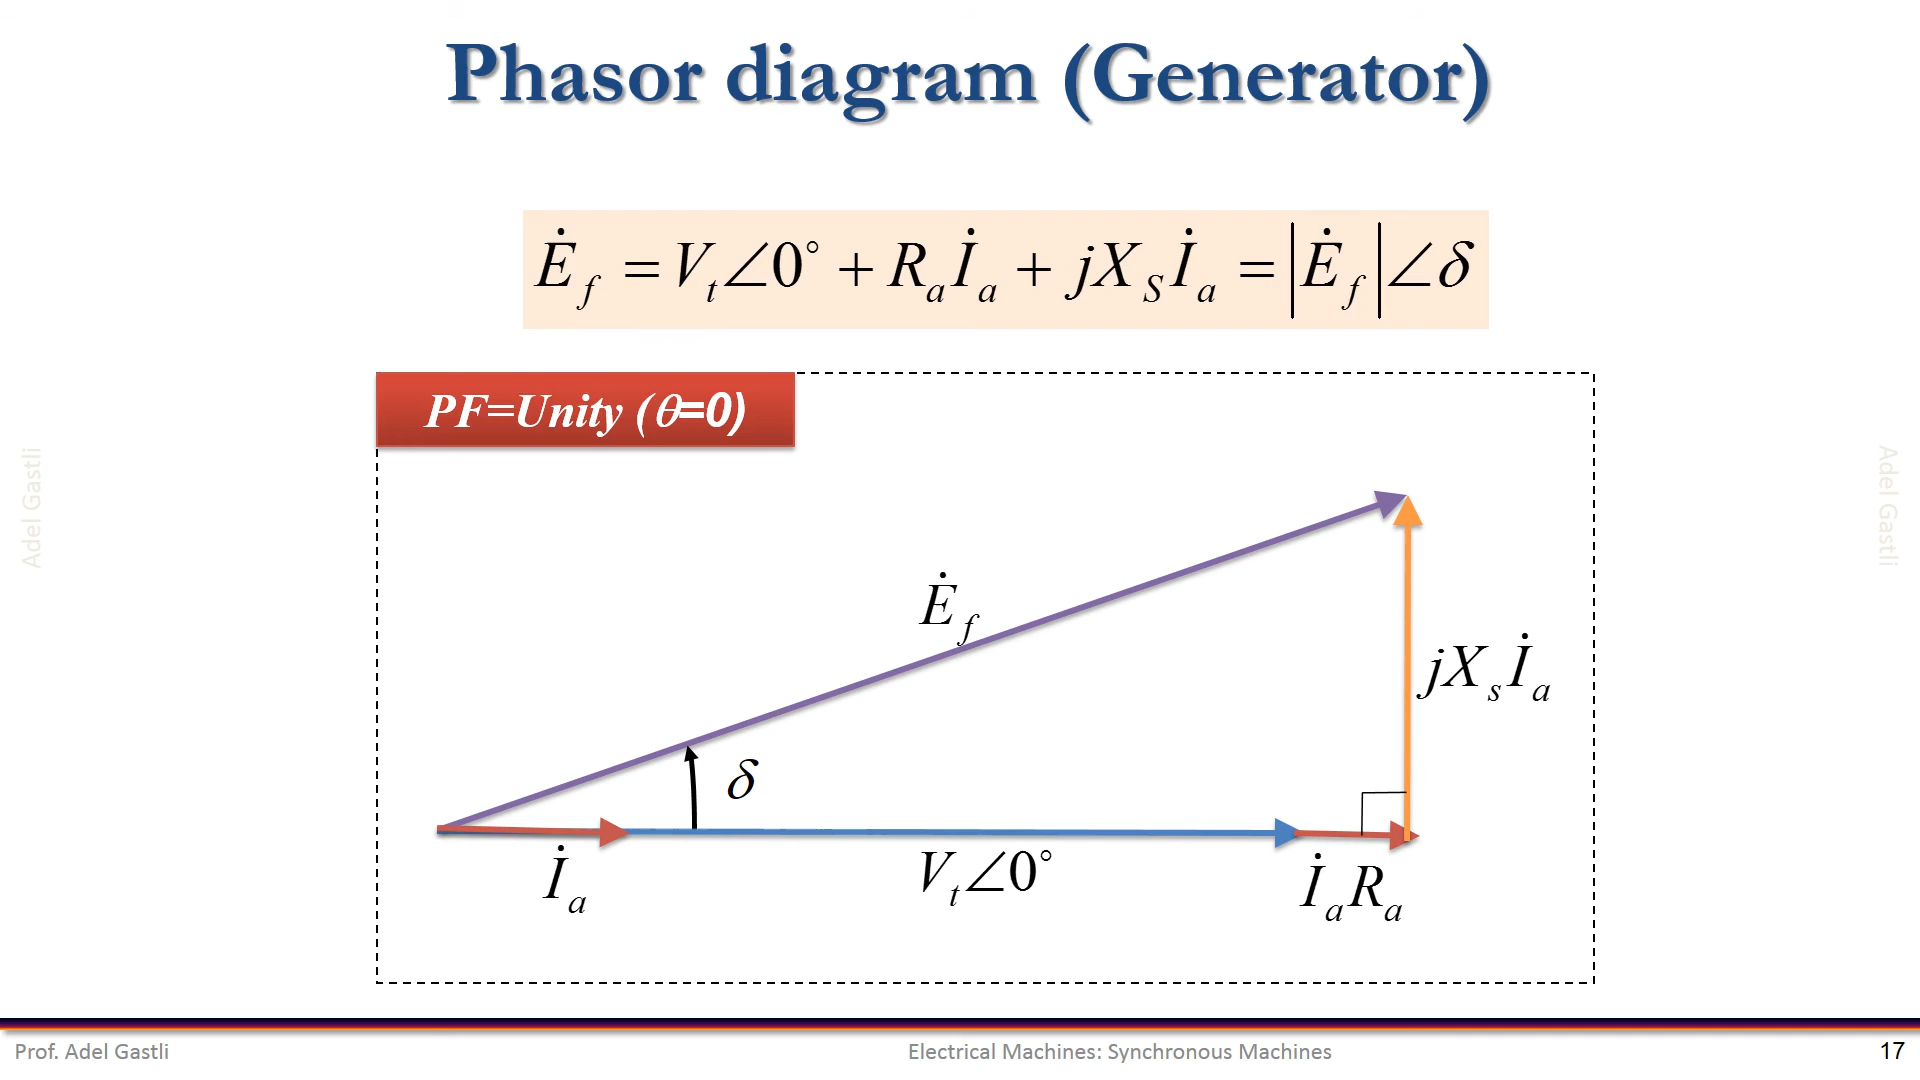 Phasor diagram (Generator)
Ė_f = V_t∠0° + R_a İ_a + jX_S İ_a = |Ė_f|∠δ
PF=Unity (θ=0)
Adel Gastli
Adel Gastli
Ė_f
jX_s İ_a
δ
İ_a
V_t∠0°
İ_a R_a
Prof. Adel Gastli
Electrical Machines: Synchronous Machines
17